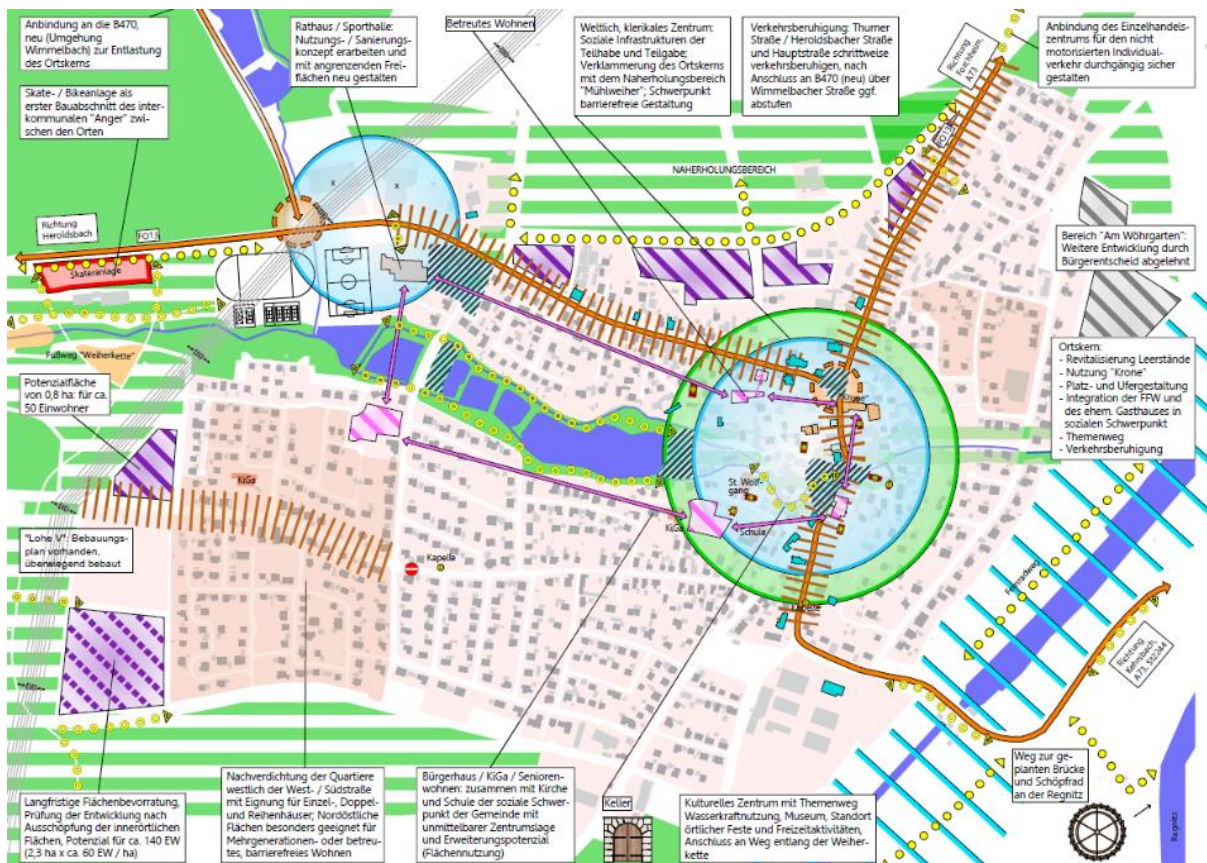 Anbindung an die B470,
neu (Umgehung
Wimmelbach) zur Entlastung
des Ortskerns
Skate- / Bikeanlage als
erster Bauabschnitt des inter-
kommunalen "Anger" zwi-
schen den Orten
Rathaus / Sporthalle:
Nutzungs- / Sanierungs-
konzept erarbeiten und
mit angrenzenden Frei-
flächen neu gestalten
Betreutes Wohnen
Weltlich, klerikales Zentrum:
Soziale Infrastrukturen der
Teilhabe und Teilgabe;
Verklammerung des Ortskerns
mit dem Naherholungsbereich
"Mühlweiher"; Schwerpunkt
barrierefreie Gestaltung
Verkehrsberuhigung: Thurner
Straße / Heroldsbacher Straße
und Hauptstraße schrittweise
verkehrsberuhigen, nach
Anschluss an B470 (neu) über
Wimmelbacher Straße ggf.
abstufen
Richtung
Forchheim,
A73
Anbindung des Einzelhandels-
zentrums für den nicht
motorisierten Individual-
verkehr durchgängig sicher
gestalten
FO13
NAHERHOLUNGSBEREICH
x
x
Richtung
Heroldsbach
FO13
Skateranlage
Bereich "Am Wöhrgarten":
Weitere Entwicklung durch
Bürgerentscheid abgelehnt
Fußweg "Weiherkette"
Ortskern:
- Revitalisierung Leerstände
- Nutzung "Krone"
- Platz- und Ufergestaltung
- Integration der FFW und
des ehem. Gasthauses in
sozialen Schwerpunkt
- Themenweg
- Verkehrsberuhigung
Potenzialfläche
von 0,8 ha: für ca.
50 Einwohner
"Krone"
KiGa
St. Wolf-
gang
KiGa
Schule
"Lohe V": Bebauungs-
plan vorhanden,
überwiegend bebaut
Kapelle
Kapelle
Fernradweg
Richtung
Kehrsbach,
A73, St2244
Langfristige Flächenbevorratung,
Prüfung der Entwicklung nach
Ausschöpfung der innerörtlichen
Flächen, Potenzial für ca. 140 EW
(2,3 ha x ca. 60 EW / ha)
Nachverdichtung der Quartiere
westlich der West- / Südstraße
mit Eignung für Einzel-, Doppel-
und Reihenhäuser; Nordöstliche
Flächen besonders geeignet für
Mehrgenerationen- oder betreu-
tes, barrierefreies Wohnen
Bürgerhaus / KiGa / Senioren-
wohnen: zusammen mit Kirche
und Schule der soziale Schwer-
punkt der Gemeinde mit
unmittelbarer Zentrumslage
und Erweiterungspotenzial
(Flächennutzung)
Keller
Kulturelles Zentrum mit Themenweg
Wasserkraftnutzung, Museum, Standort
örtlicher Feste und Freizeitaktivitäten,
Anschluss an Weg entlang der Weiher-
kette
Weg zur ge-
planten Brücke
und Schöpfrad
an der Regnitz
Regnitz